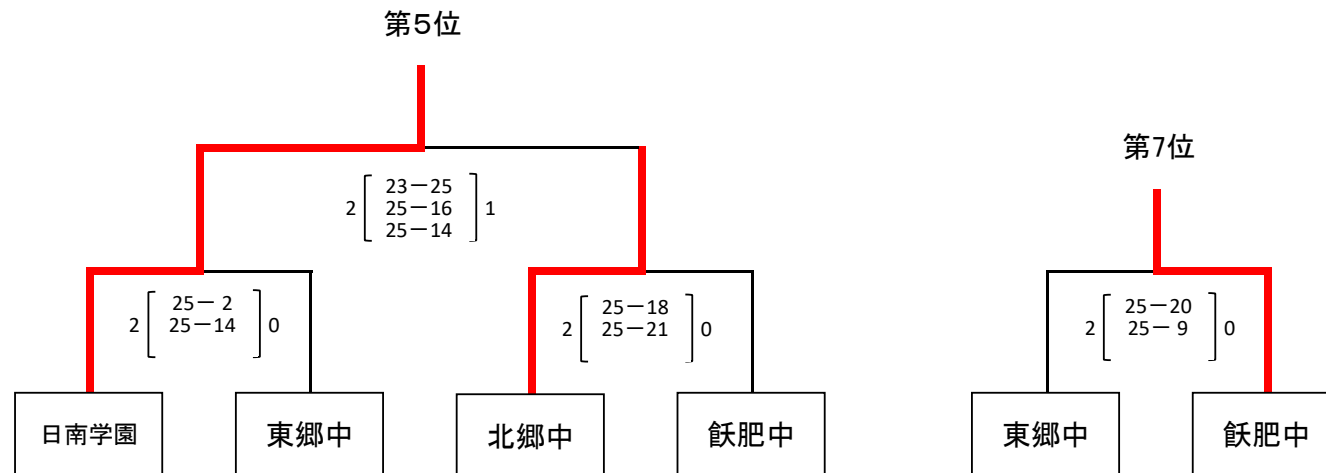 第5位
第7位
2 23-25 1
25-16
25-14
2 25- 2 0
25-14
2 25-18 0
25-21
2 25-20 0
25- 9
日南学園
東郷中
北郷中
飫肥中
東郷中
飫肥中